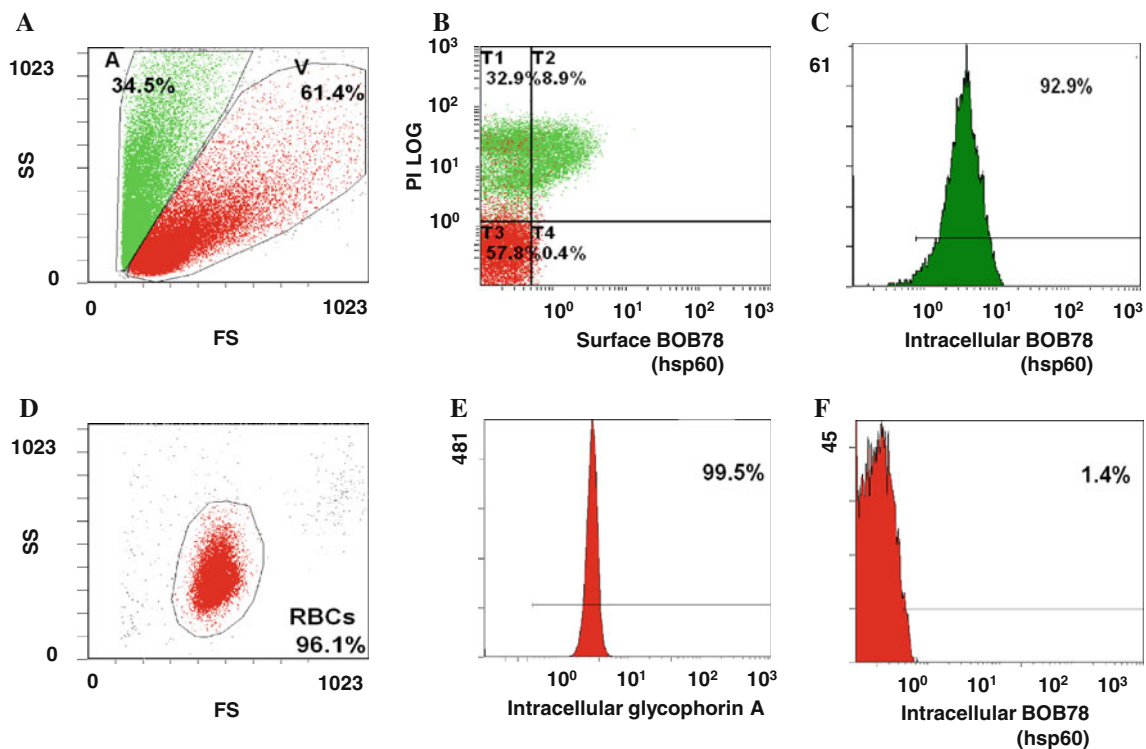 A
1023
A
34.5%
V
61.4%
SS
0
0
1023
FS
B
10³
10²
10¹
10⁰
PI LOG
T1
32.9%
T2
8.9%
T3
57.8%
T4
0.4%
10⁰ 10¹ 10² 10³
Surface BOB78
(hsp60)
C
61
92.9%
10⁰ 10¹ 10² 10³
Intracellular BOB78
(hsp60)
D
1023
SS
0
RBCs
96.1%
0
1023
FS
E
481
99.5%
10⁰ 10¹ 10² 10³
Intracellular glycophorin A
F
45
1.4%
10⁰ 10¹ 10² 10³
Intracellular BOB78
(hsp60)